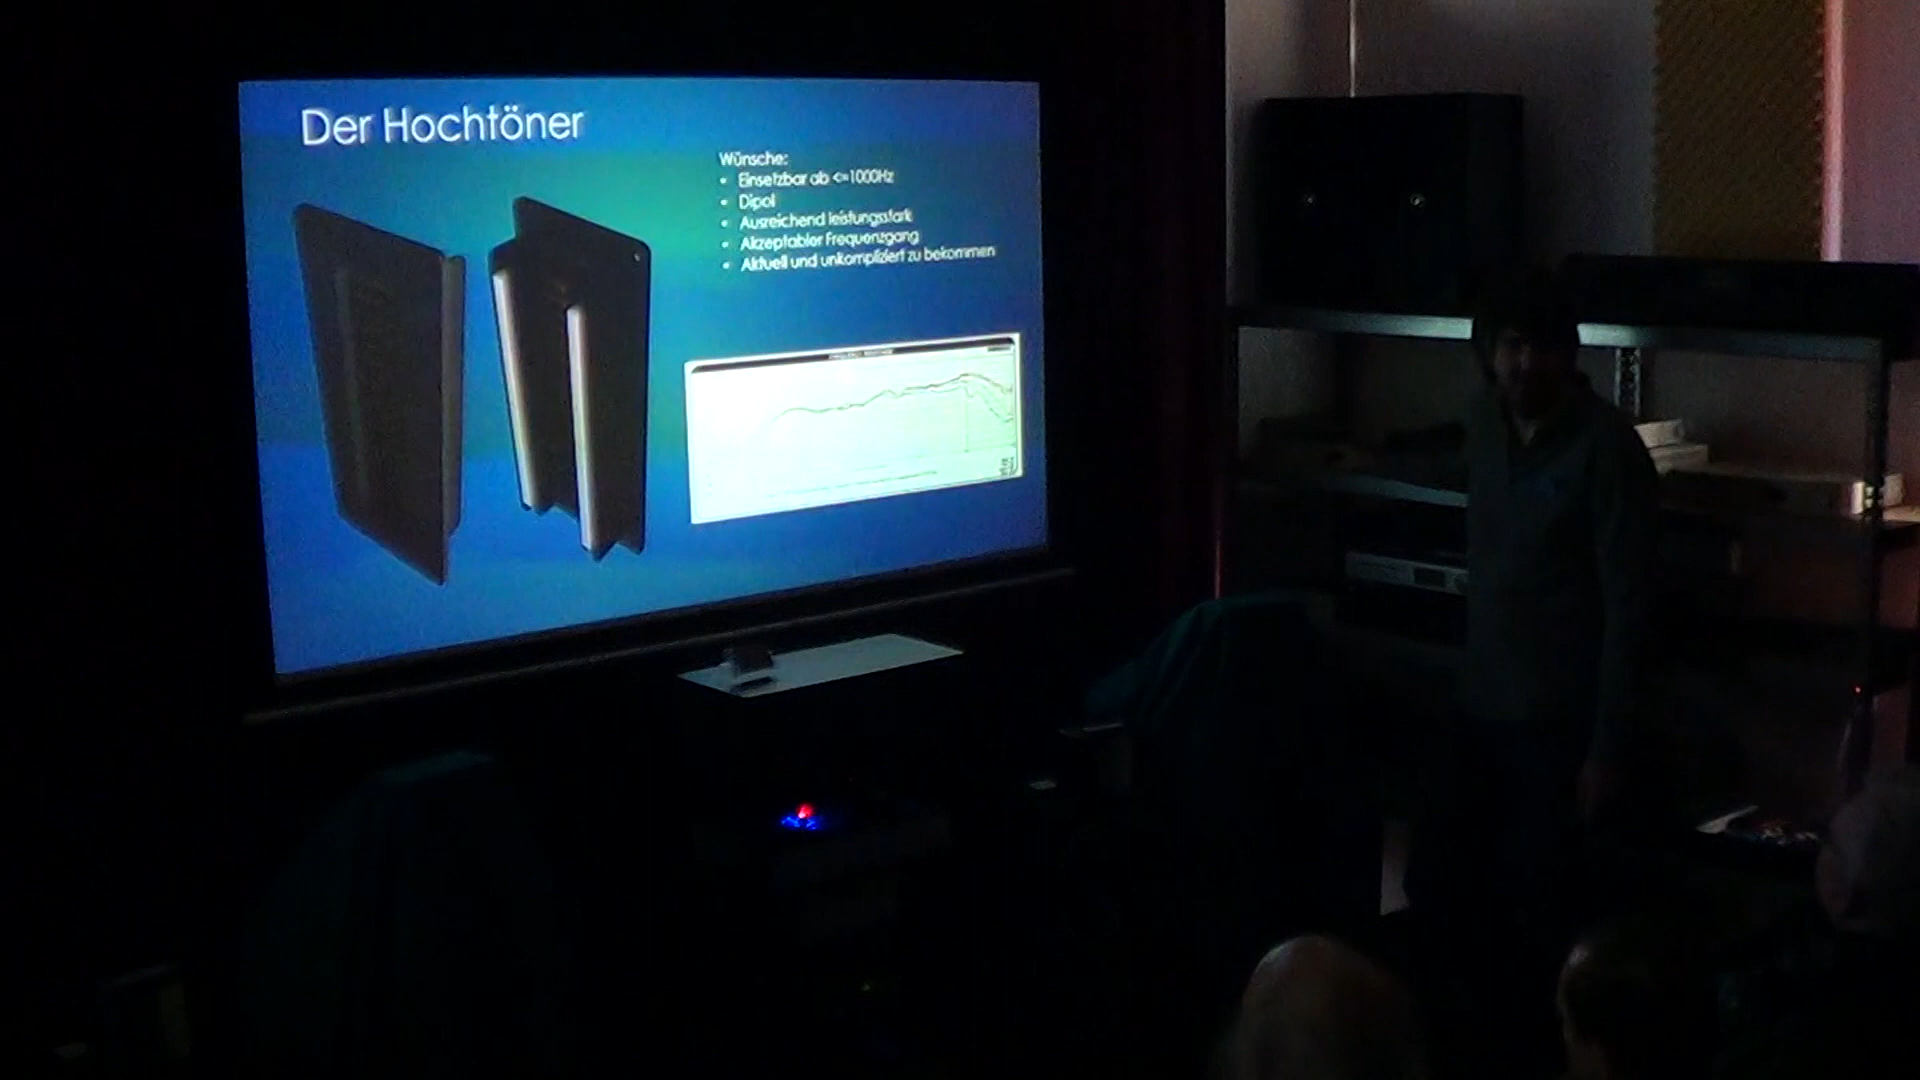 Der Hochtöner
Wünsche:
• Einsetzbar ab <=1000Hz
• Dipol
• Ausreichend leistungsstark
• Akzeptabler Frequenzgang
• Aktuell und unkompliziert zu bekommen